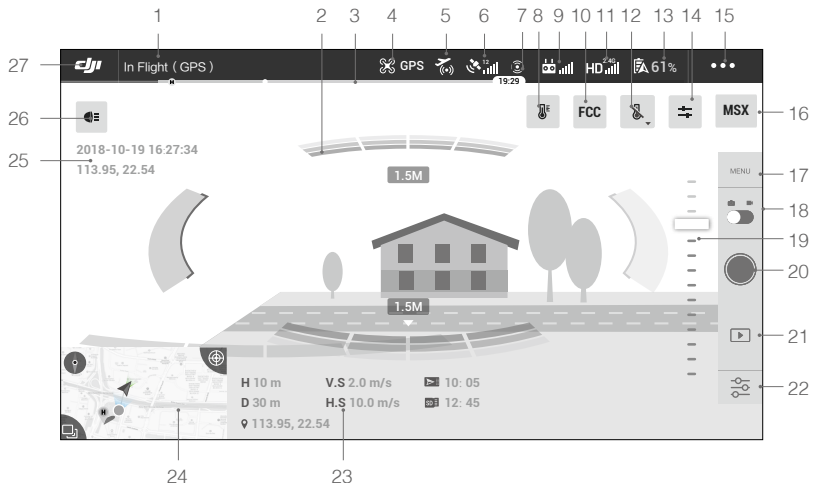 1 2 3 4 5 6 7 8 9 10 11 12 13 14 15
27 dji In Flight ( GPS ) GPS 12 HD 2.4G 61% •••
H 19:29
26 E FCC MSX 16
25 2018-10-19 16:27:34
113.95, 22.54
1.5M
MENU 17
18
19
20
1.5M
21
H 10 m V.S 2.0 m/s 10: 05
D 30 m H.S 10.0 m/s SD 12: 45
113.95, 22.54
H
22
24 23